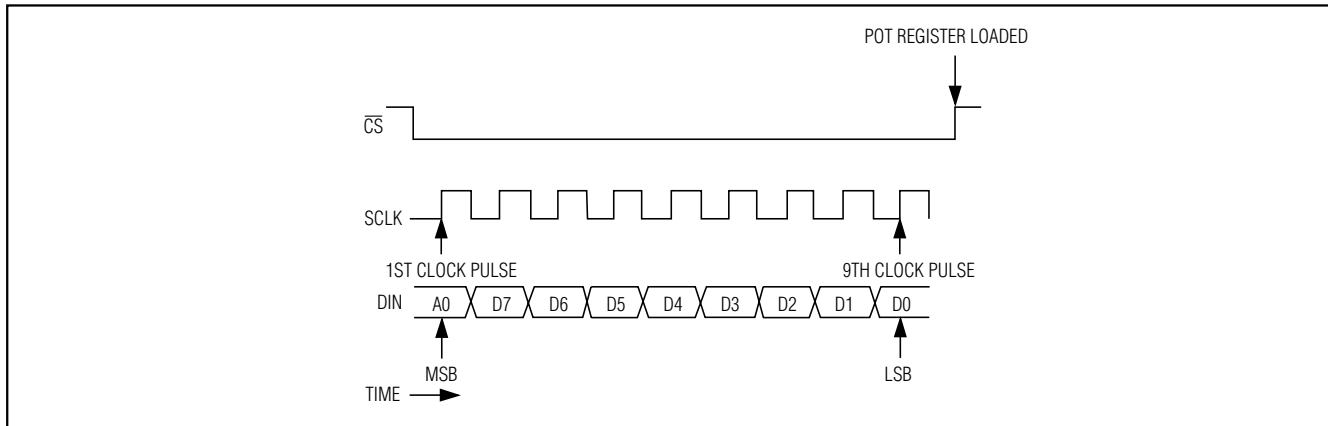 POT REGISTER LOADED
C̅S̅
SCLK
1ST CLOCK PULSE 9TH CLOCK PULSE
DIN A0 D7 D6 D5 D4 D3 D2 D1 D0
MSB LSB
TIME